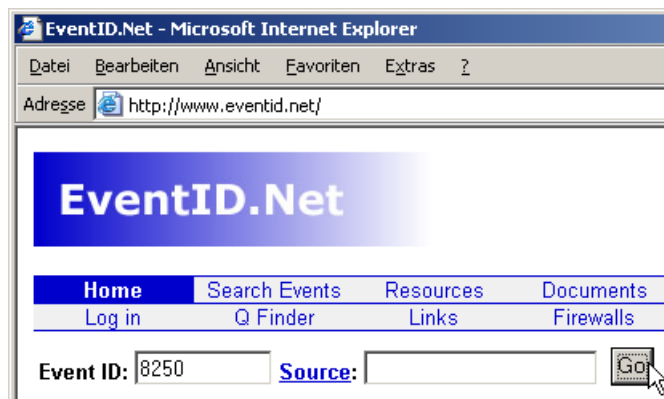 EventID.Net - Microsoft Internet Explorer
Datei Bearbeiten Ansicht Favoriten Extras ?
Adresse http://www.eventid.net/
EventID.Net
Home Search Events Resources Documents
Log in Q Finder Links Firewalls
Event ID: 8250 Source: Go